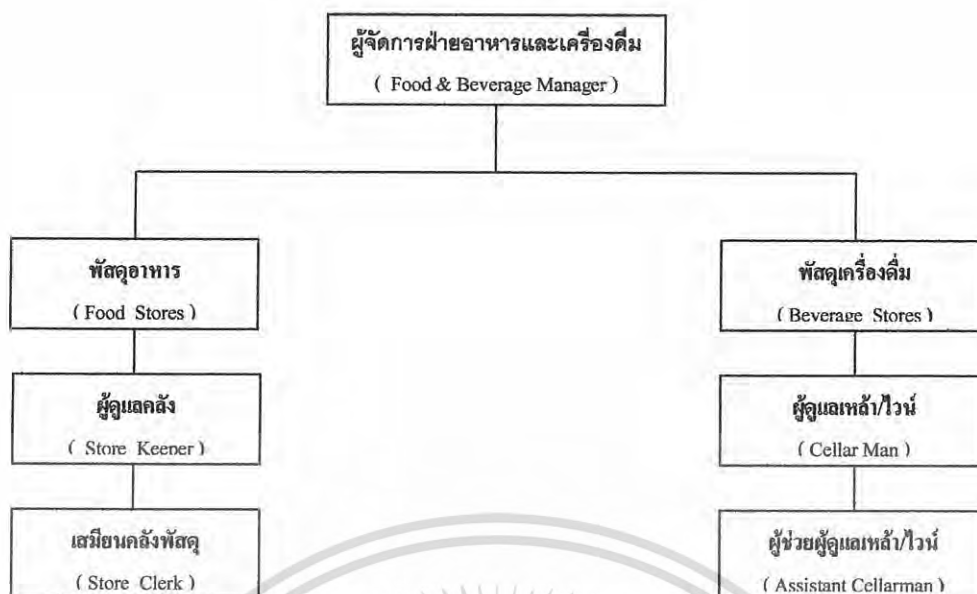 ผู้จัดการฝ่ายอาหารและเครื่องดื่ม
( Food & Beverage Manager )
พัสดุอาหาร
( Food Stores )
พัสดุเครื่องดื่ม
( Beverage Stores )
ผู้ดูแลคลัง
( Store Keeper )
ผู้ดูแลเหล้า/ไวน์
( Cellar Man )
เสมียนคลังพัสดุ
( Store Clerk )
ผู้ช่วยผู้ดูแลเหล้า/ไวน์
( Assistant Cellarman )